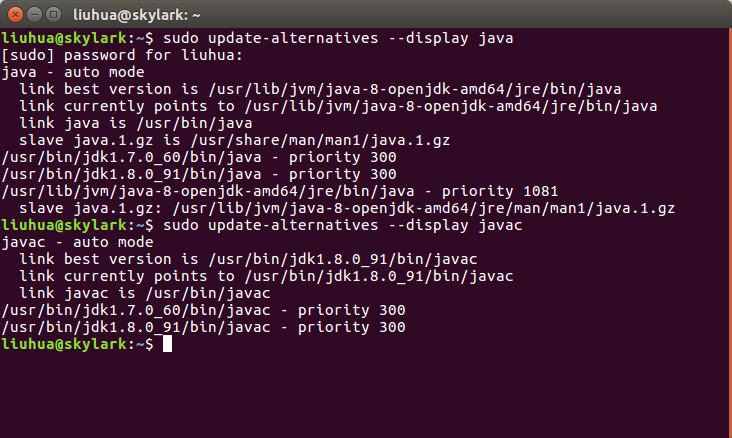 liuhua@skylark: ~
liuhua@skylark:~$ sudo update-alternatives --display java
[sudo] password for liuhua:
java - auto mode
  link best version is /usr/lib/jvm/java-8-openjdk-amd64/jre/bin/java
  link currently points to /usr/lib/jvm/java-8-openjdk-amd64/jre/bin/java
  link java is /usr/bin/java
  slave java.1.gz is /usr/share/man/man1/java.1.gz
/usr/bin/jdk1.7.0_60/bin/java - priority 300
/usr/bin/jdk1.8.0_91/bin/java - priority 300
/usr/lib/jvm/java-8-openjdk-amd64/jre/bin/java - priority 1081
  slave java.1.gz: /usr/lib/jvm/java-8-openjdk-amd64/jre/man/man1/java.1.gz
liuhua@skylark:~$ sudo update-alternatives --display javac
javac - auto mode
  link best version is /usr/bin/jdk1.8.0_91/bin/javac
  link currently points to /usr/bin/jdk1.8.0_91/bin/javac
  link javac is /usr/bin/javac
/usr/bin/jdk1.7.0_60/bin/javac - priority 300
/usr/bin/jdk1.8.0_91/bin/javac - priority 300
liuhua@skylark:~$